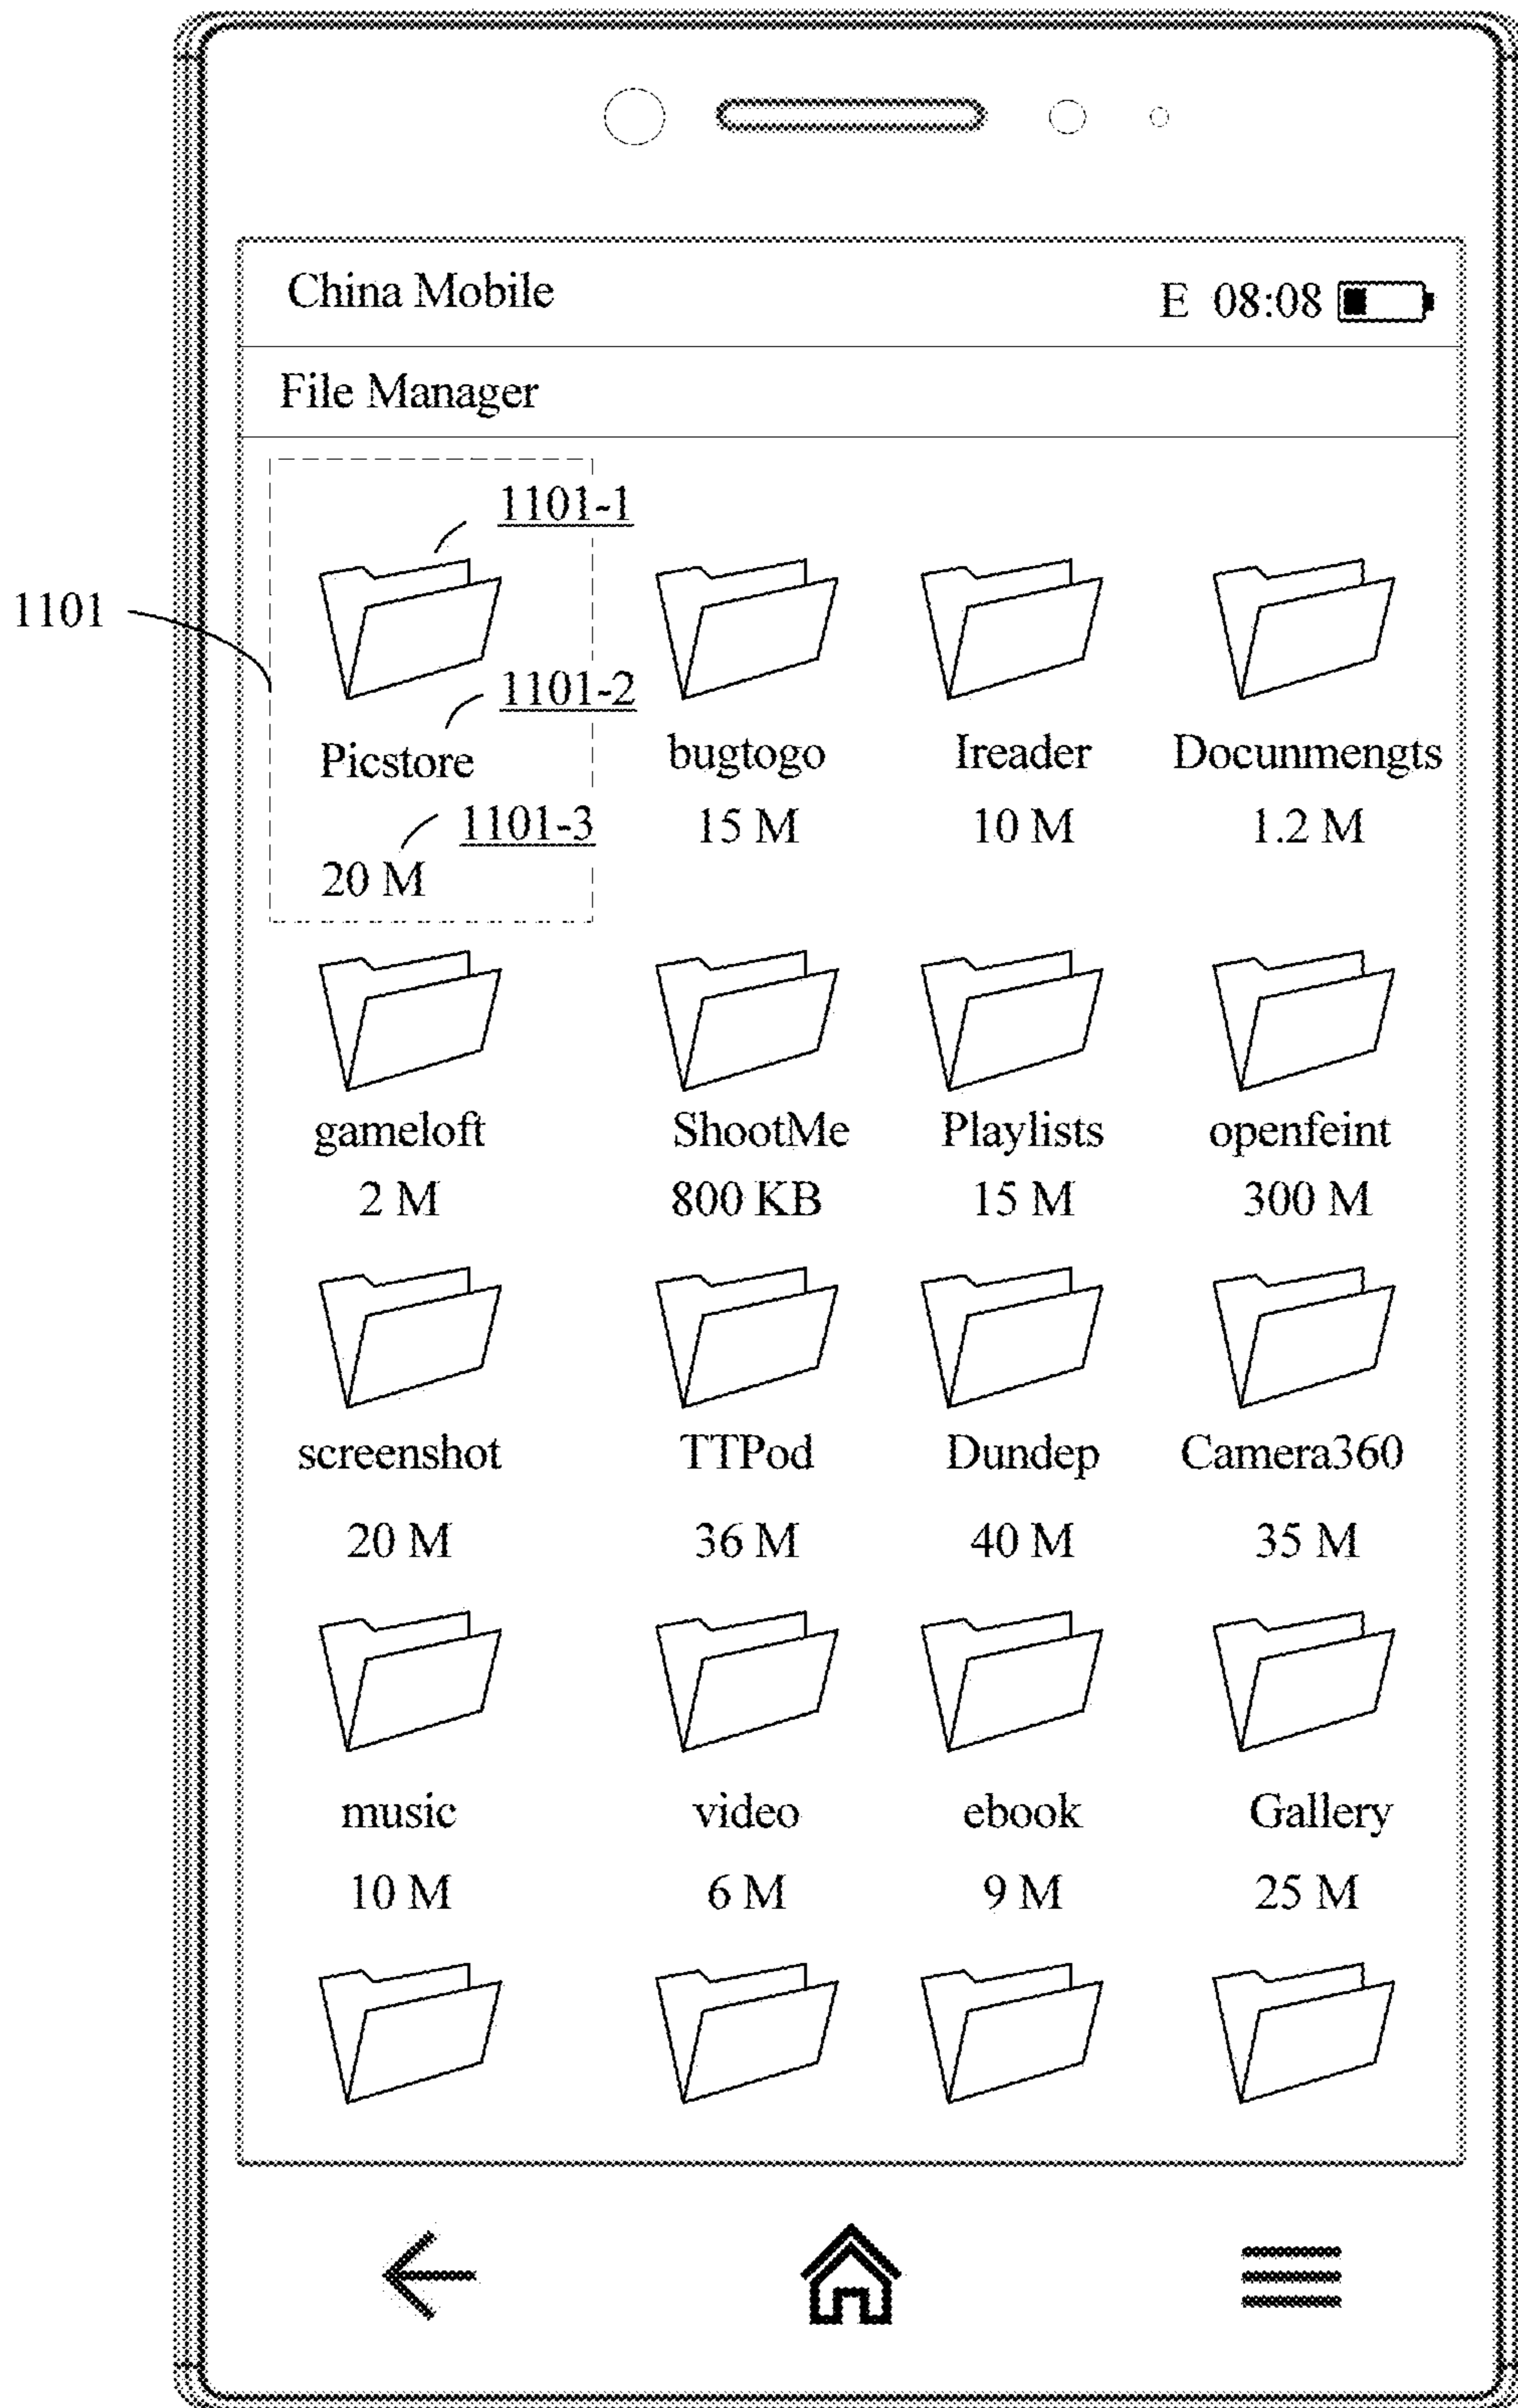 China Mobile E 08:08
File Manager
1101-1
1101
1101-2
Picstore bugtogo Ireader Docunmengts
1101-3 15 M 10 M 1.2 M
20 M
gameloft ShootMe Playlists openfeint
2 M 800 KB 15 M 300 M
screenshot TTPod Dundep Camera360
20 M 36 M 40 M 35 M
music video ebook Gallery
10 M 6 M 9 M 25 M